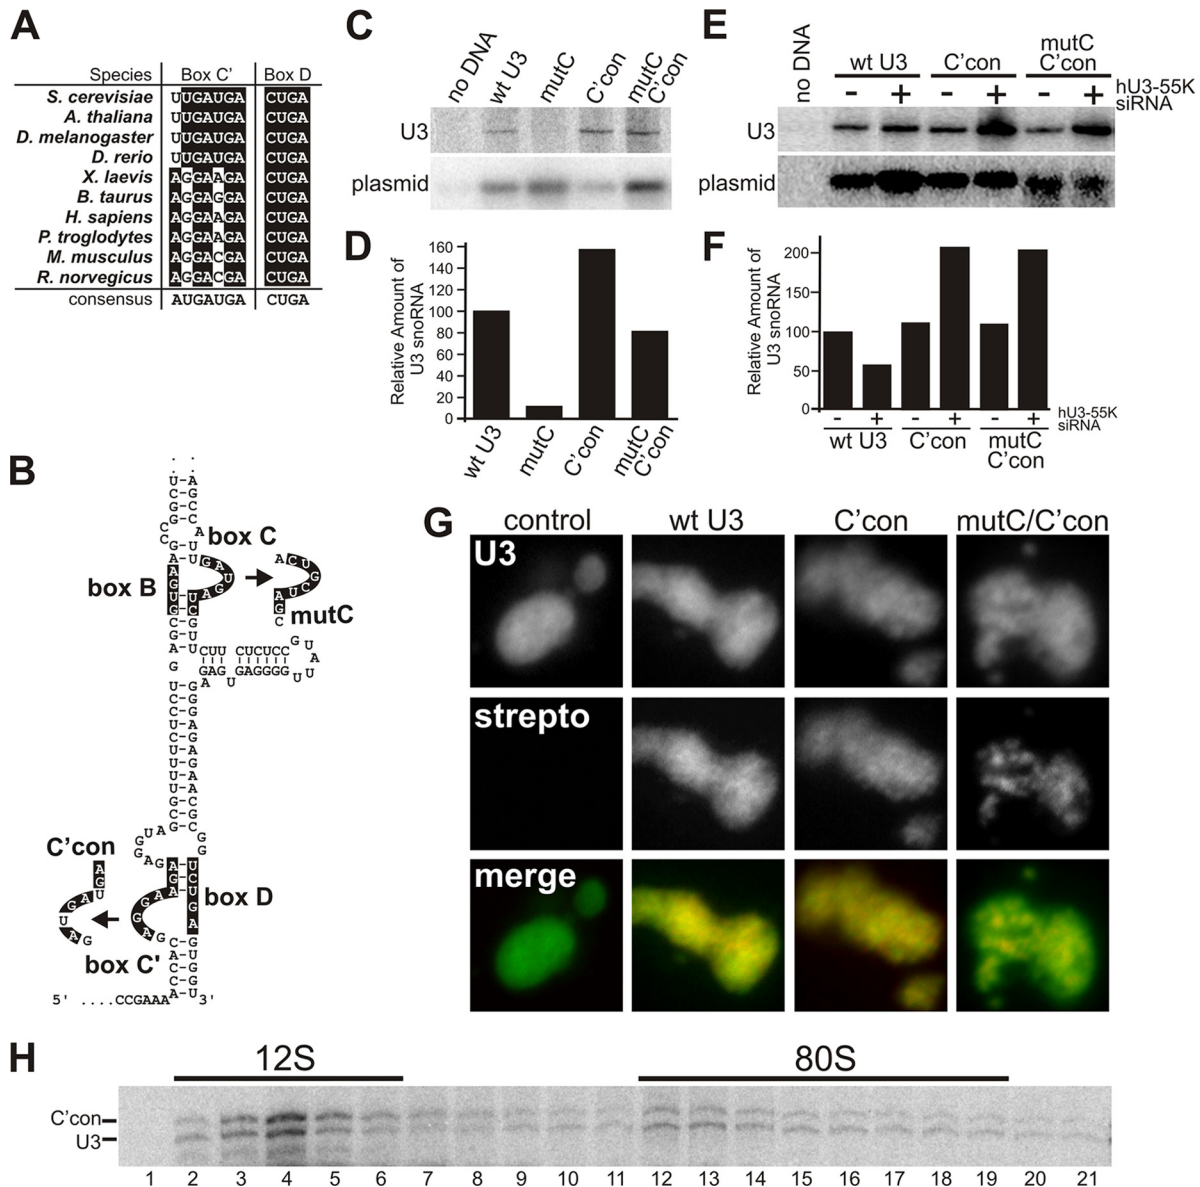 A
Species Box C' Box D
S. cerevisiae UUGAUGA CUGA
A. thaliana UUGAUGA CUGA
D. melanogaster UUGAUGA CUGA
D. rerio UUGAUGA CUGA
X. laevis AGGAAGA CUGA
B. taurus AGGAGGA CUGA
H. sapiens AGGAAGA CUGA
P. troglodytes AGGAAGA CUGA
M. musculus AGGACGA CUGA
R. norvegicus AGGACGA CUGA
consensus AUGAUGA CUGA
B
box C
box B
mutC
CUU CUCUCC
GAG GAGGGG
C'con
box D
box C'
5' ....CCGAAA
3'
C
no DNA
wt U3
mutC
C'con
mutC
C'con
U3
plasmid
D
Relative Amount of
U3 snoRNA
160
140
120
100
80
60
40
20
0
wt U3
mutC
C'con
mutC
C'con
E
no DNA
wt U3 C'con mutC
C'con
- + - + - + hU3-55K
siRNA
U3
plasmid
F
Relative Amount of
U3 snoRNA
200
150
100
50
0
- + - + - + hU3-55K
siRNA
wt U3 C'con mutC
C'con
G
control wt U3 C'con mutC/C'con
U3
strepto
merge
H
12S 80S
C'con
U3
1 2 3 4 5 6 7 8 9 10 11 12 13 14 15 16 17 18 19 20 21